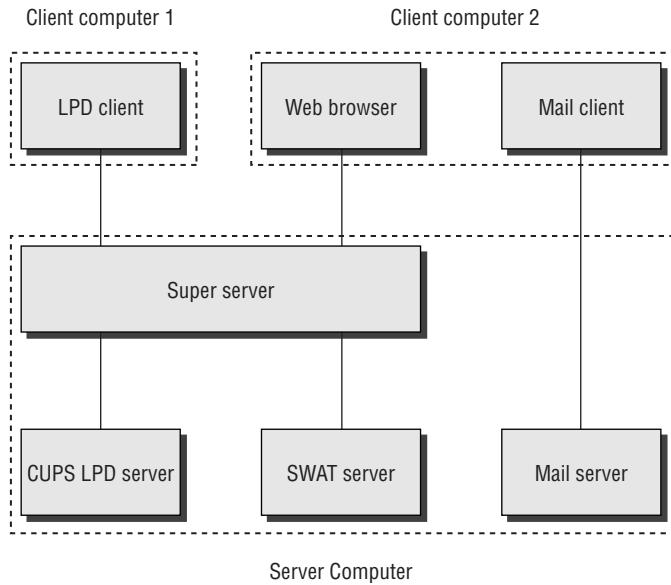 Client computer 1
Client computer 2
LPD client
Web browser
Mail client
Super server
CUPS LPD server
SWAT server
Mail server
Server Computer